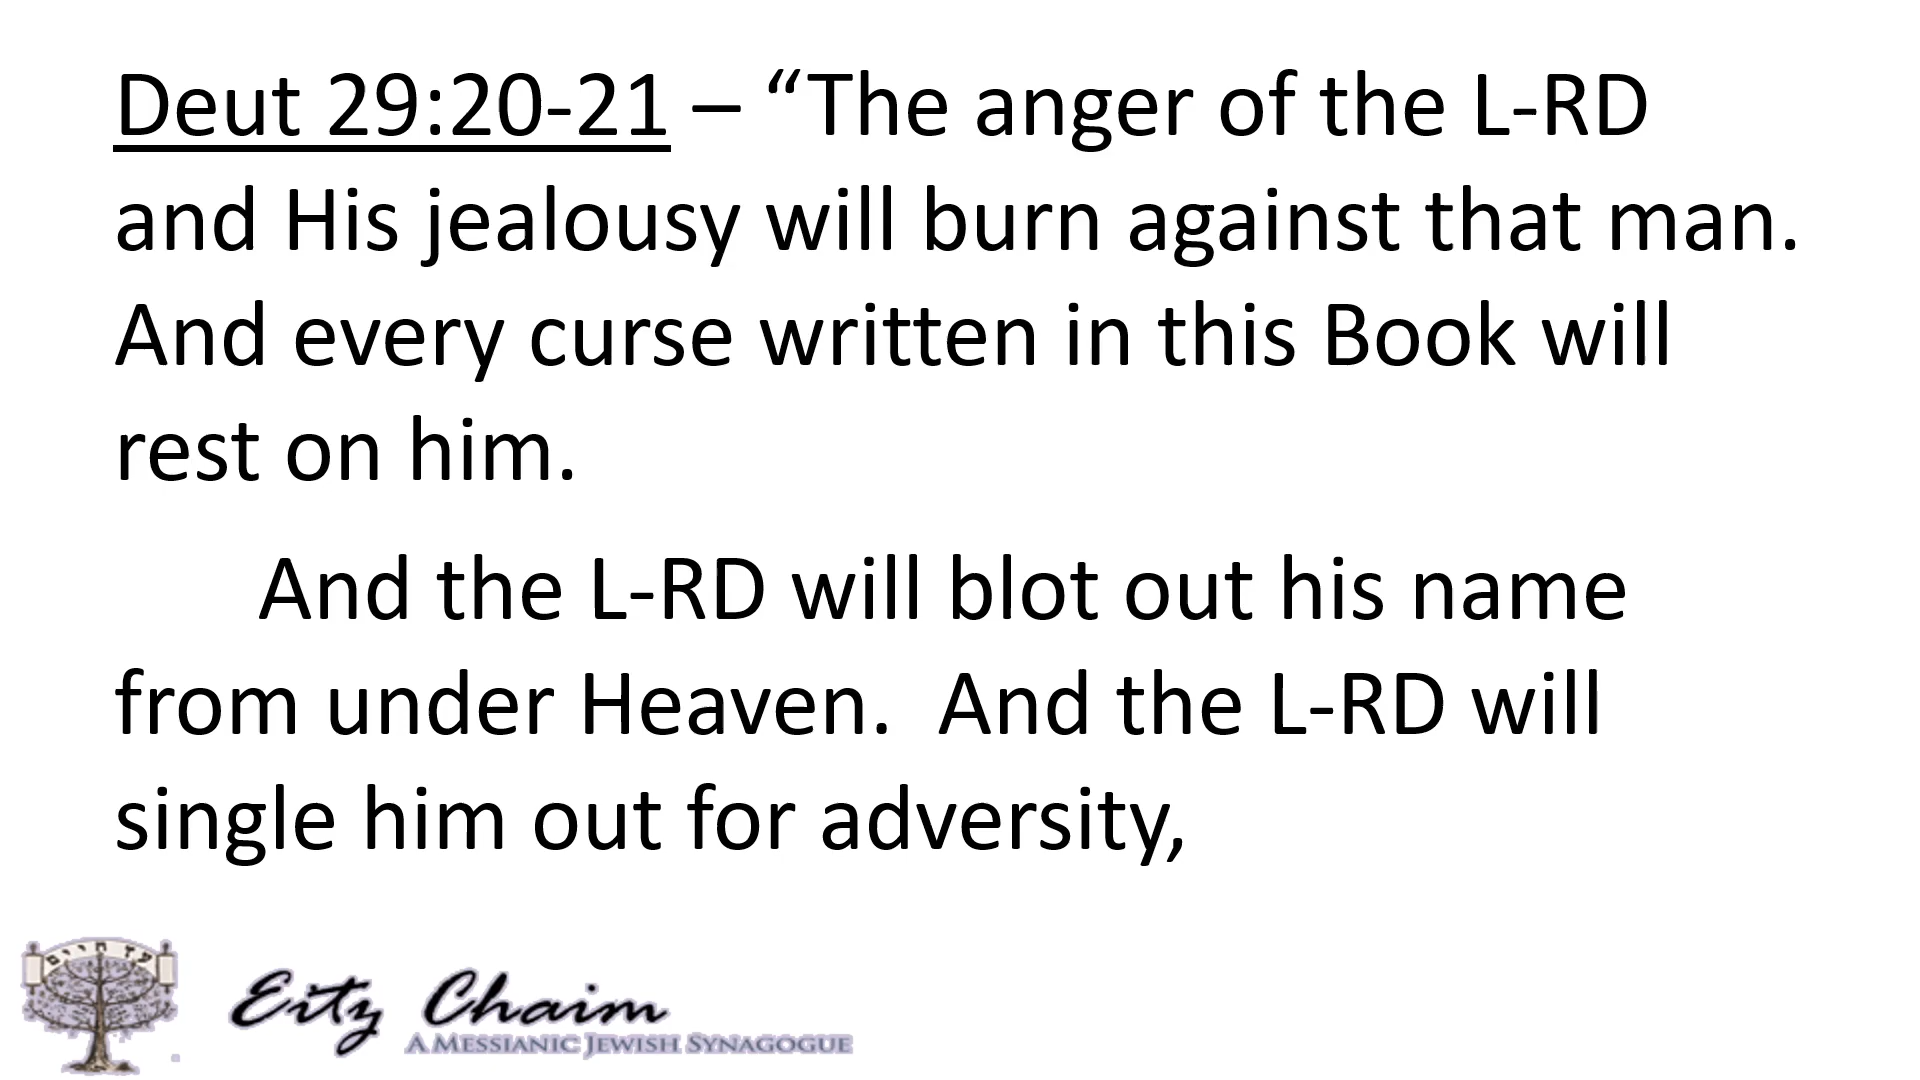 Deut 29:20-21 – “The anger of the L-RD
and His jealousy will burn against that man.
And every curse written in this Book will
rest on him.
And the L-RD will blot out his name
from under Heaven.  And the L-RD will
single him out for adversity,
עץ חיים
Eitz Chaim
A Messianic Jewish Synagogue